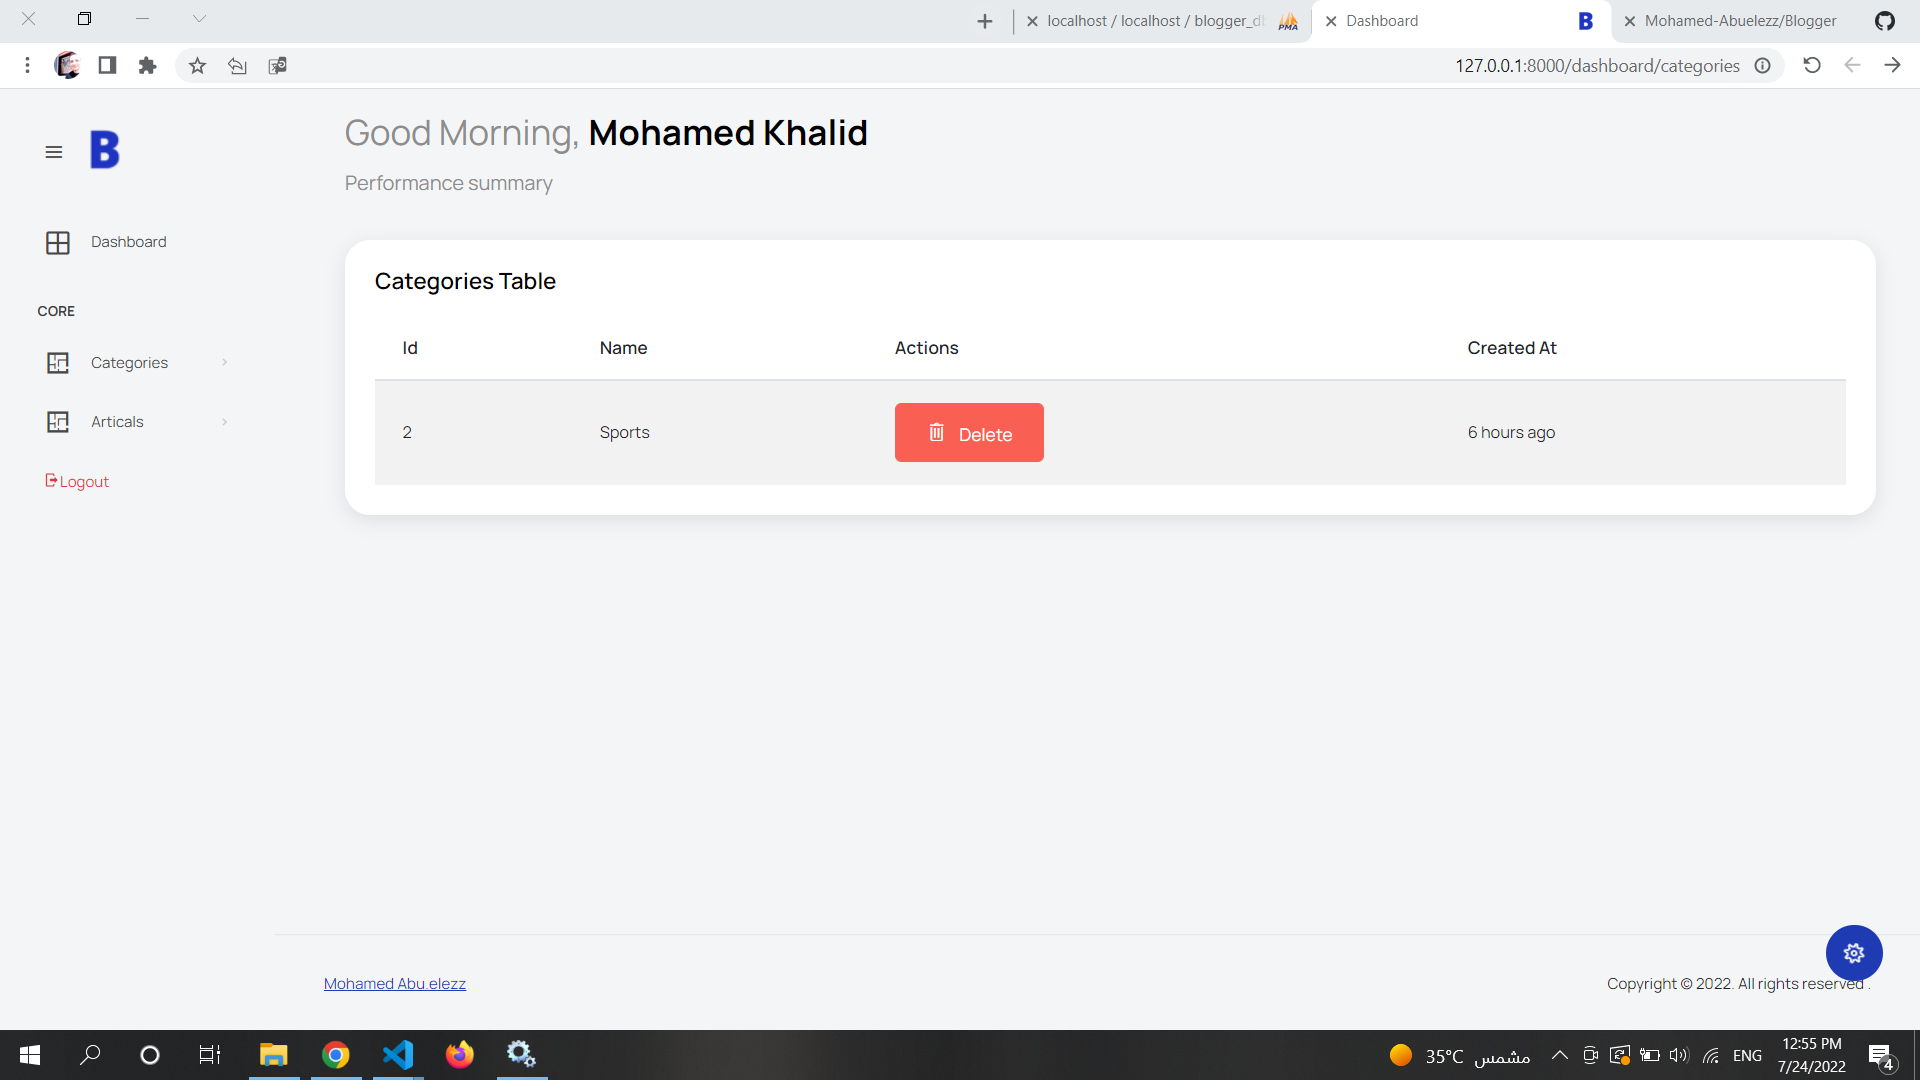 localhost / localhost / blogger_db
PMA
Dashboard
B
Mohamed-Abuelezz/Blogger
127.0.0.1:8000/dashboard/categories
B
Dashboard
CORE
Categories
Articals
Logout
Good Morning, Mohamed Khalid
Performance summary
Categories Table
Id Name Actions Created At
2 Sports Delete 6 hours ago
Mohamed Abu.elezz
Copyright © 2022. All rights reserved .
35°C مشمس
ENG
12:55 PM
7/24/2022
4